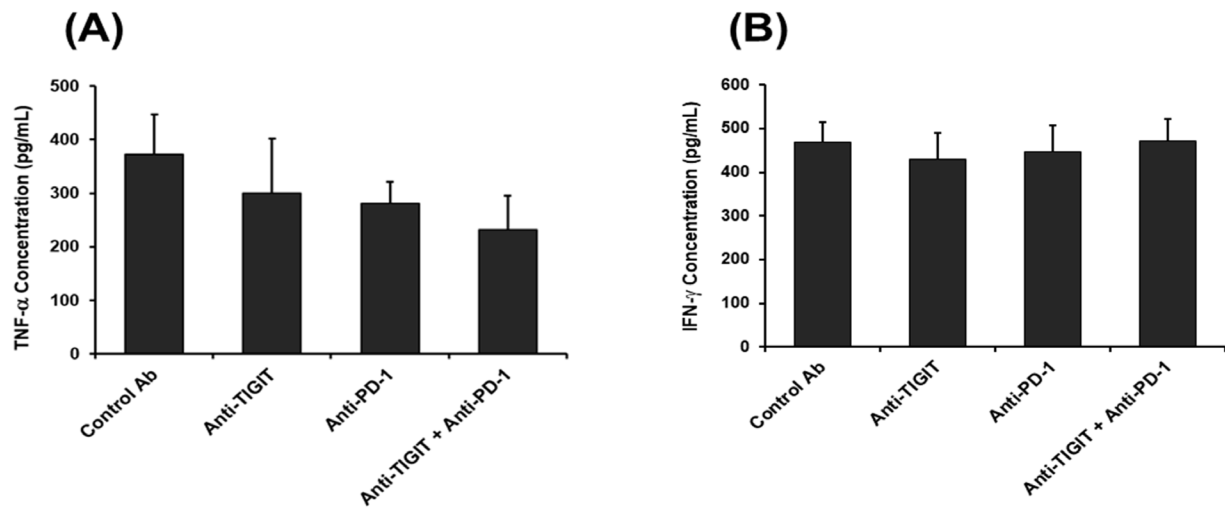 (A)
TNF-α Concentration (pg/mL)
500
400
300
200
100
0
Control Ab
Anti-TIGIT
Anti-PD-1
Anti-TIGIT + Anti-PD-1
(B)
IFN-γ Concentration (pg/mL)
600
500
400
300
200
100
0
Control Ab
Anti-TIGIT
Anti-PD-1
Anti-TIGIT + Anti-PD-1